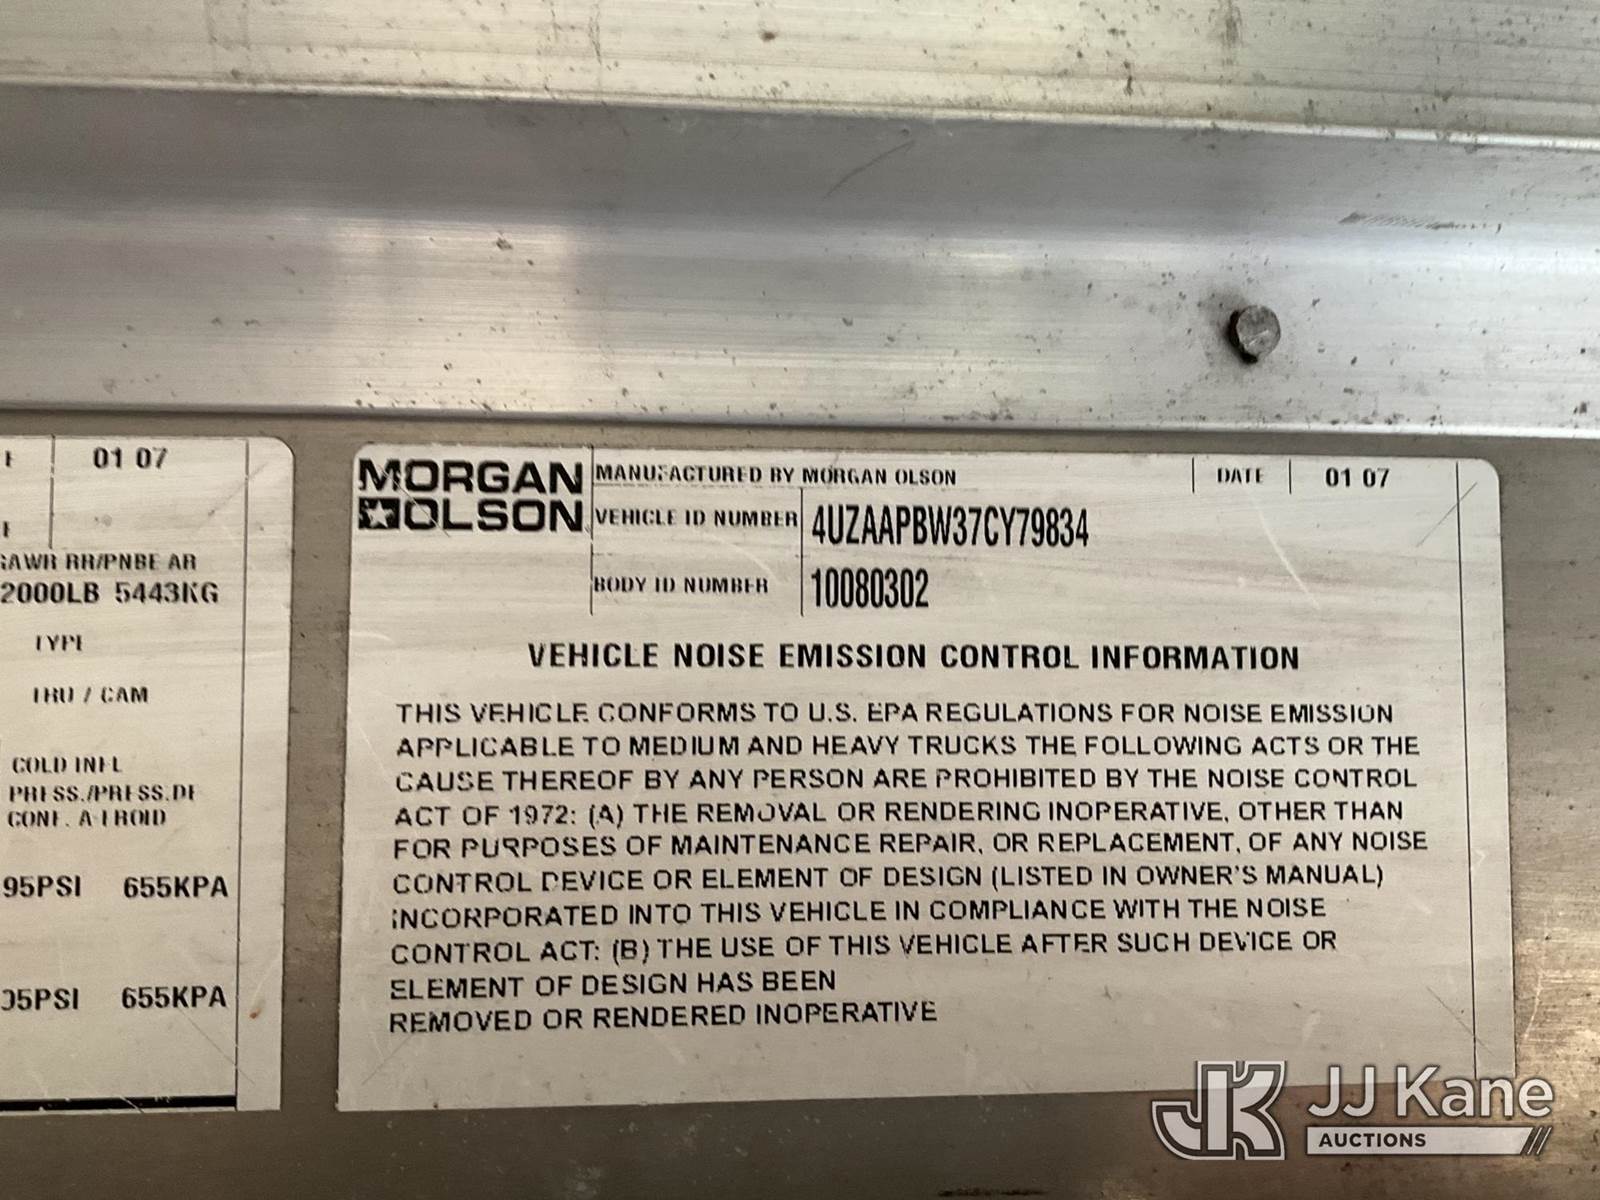 01 07
GAWR RR/PNBE AR
2000LB 5443KG
TYPE
TRU / CAM
COLD INFL
PRESS./PRESS.DE
CONF. A FROID
95PSI 655KPA
95PSI 655KPA
MORGAN OLSON
MANUFACTURED BY MORGAN OLSON DATE 01 07
VEHICLE ID NUMBER 4UZAAPBW37CY79834
BODY ID NUMBER 10080302
VEHICLE NOISE EMISSION CONTROL INFORMATION
THIS VEHICLE CONFORMS TO U.S. EPA REGULATIONS FOR NOISE EMISSION
APPLICABLE TO MEDIUM AND HEAVY TRUCKS THE FOLLOWING ACTS OR THE
CAUSE THEREOF BY ANY PERSON ARE PROHIBITED BY THE NOISE CONTROL
ACT OF 1972: (A) THE REMOVAL OR RENDERING INOPERATIVE, OTHER THAN
FOR PURPOSES OF MAINTENANCE REPAIR, OR REPLACEMENT, OF ANY NOISE
CONTROL DEVICE OR ELEMENT OF DESIGN (LISTED IN OWNER'S MANUAL)
INCORPORATED INTO THIS VEHICLE IN COMPLIANCE WITH THE NOISE
CONTROL ACT: (B) THE USE OF THIS VEHICLE AFTER SUCH DEVICE OR
ELEMENT OF DESIGN HAS BEEN
REMOVED OR RENDERED INOPERATIVE
JK JJ Kane
AUCTIONS